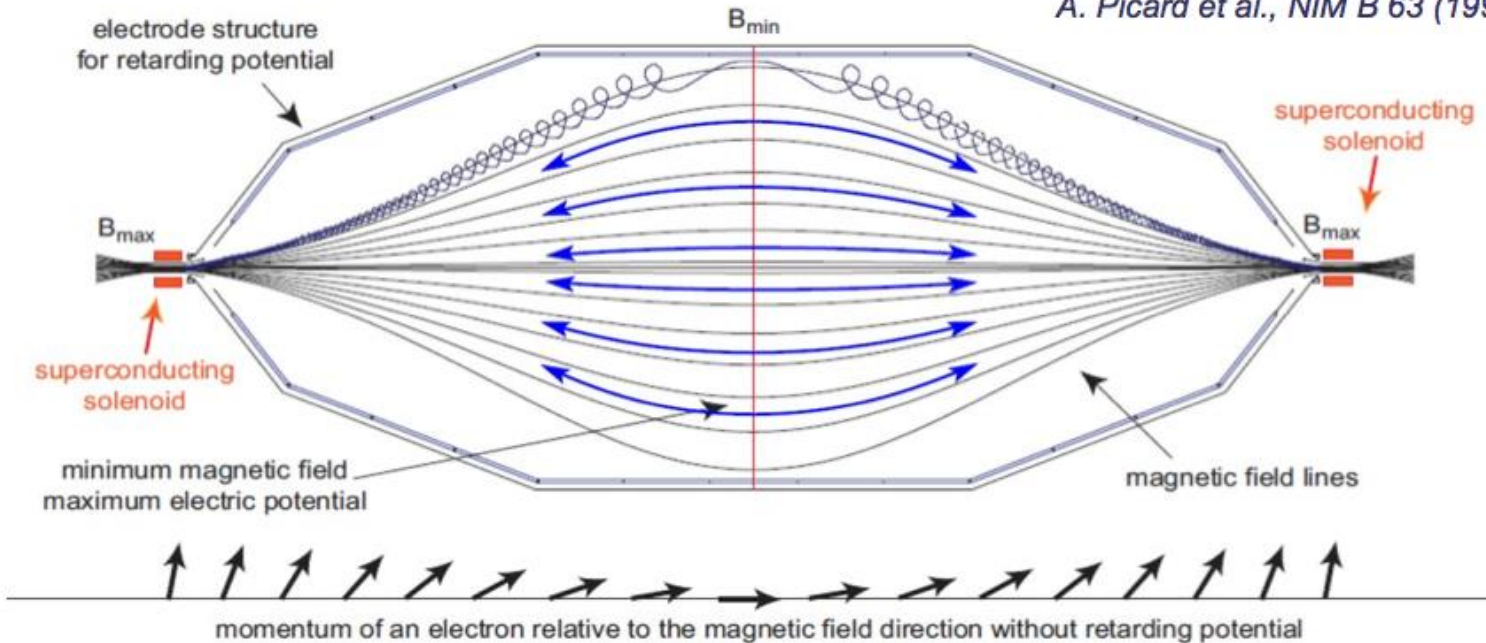 A. Picard et al., NIM B 63 (199
B_min
electrode structure
for retarding potential
superconducting
solenoid
B_max
B_max
superconducting
solenoid
minimum magnetic field
maximum electric potential
magnetic field lines
momentum of an electron relative to the magnetic field direction without retarding potential